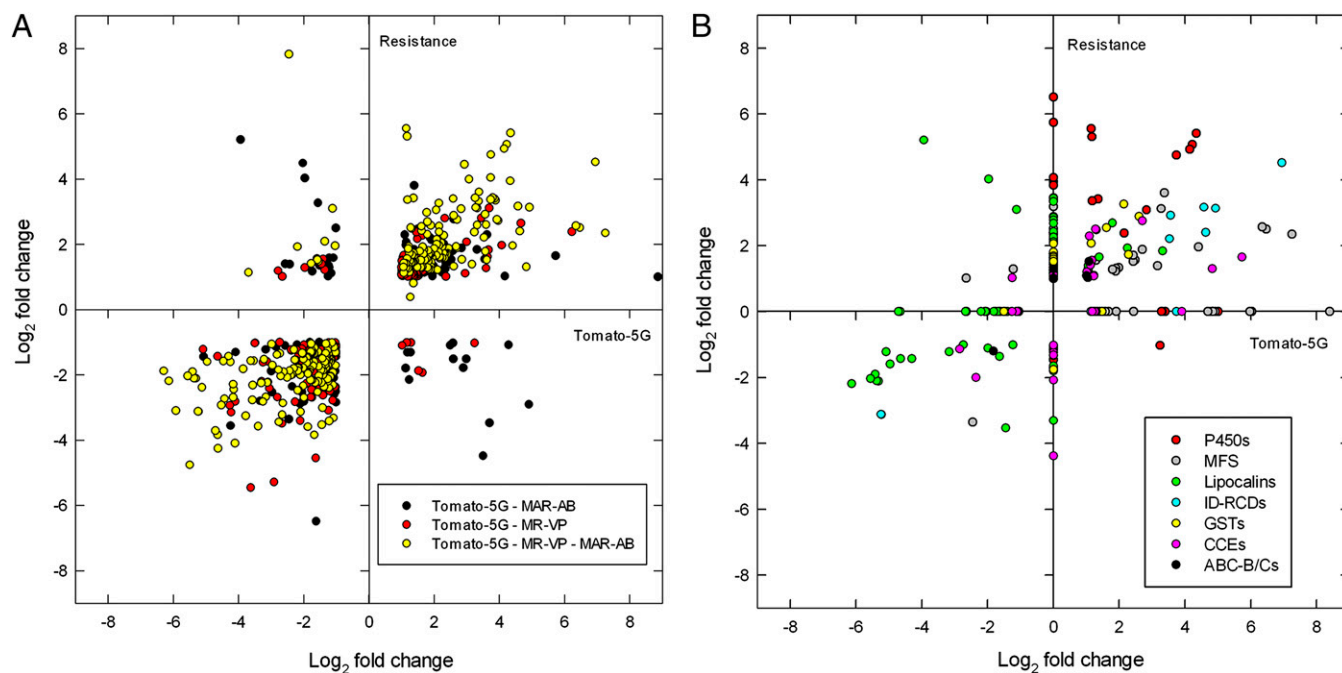 A
B
Resistance
Resistance
8
6
4
2
0
-2
-4
-6
-8
8
6
4
2
0
-2
-4
-6
-8
Log2 fold change
Log2 fold change
Tomato-5G
Tomato-5G
Tomato-5G - MAR-AB
Tomato-5G - MR-VP
Tomato-5G - MR-VP - MAR-AB
P450s
MFS
Lipocalins
ID-RCDs
GSTs
CCEs
ABC-B/Cs
-8 -6 -4 -2 0 2 4 6 8
-8 -6 -4 -2 0 2 4 6 8
Log2 fold change
Log2 fold change